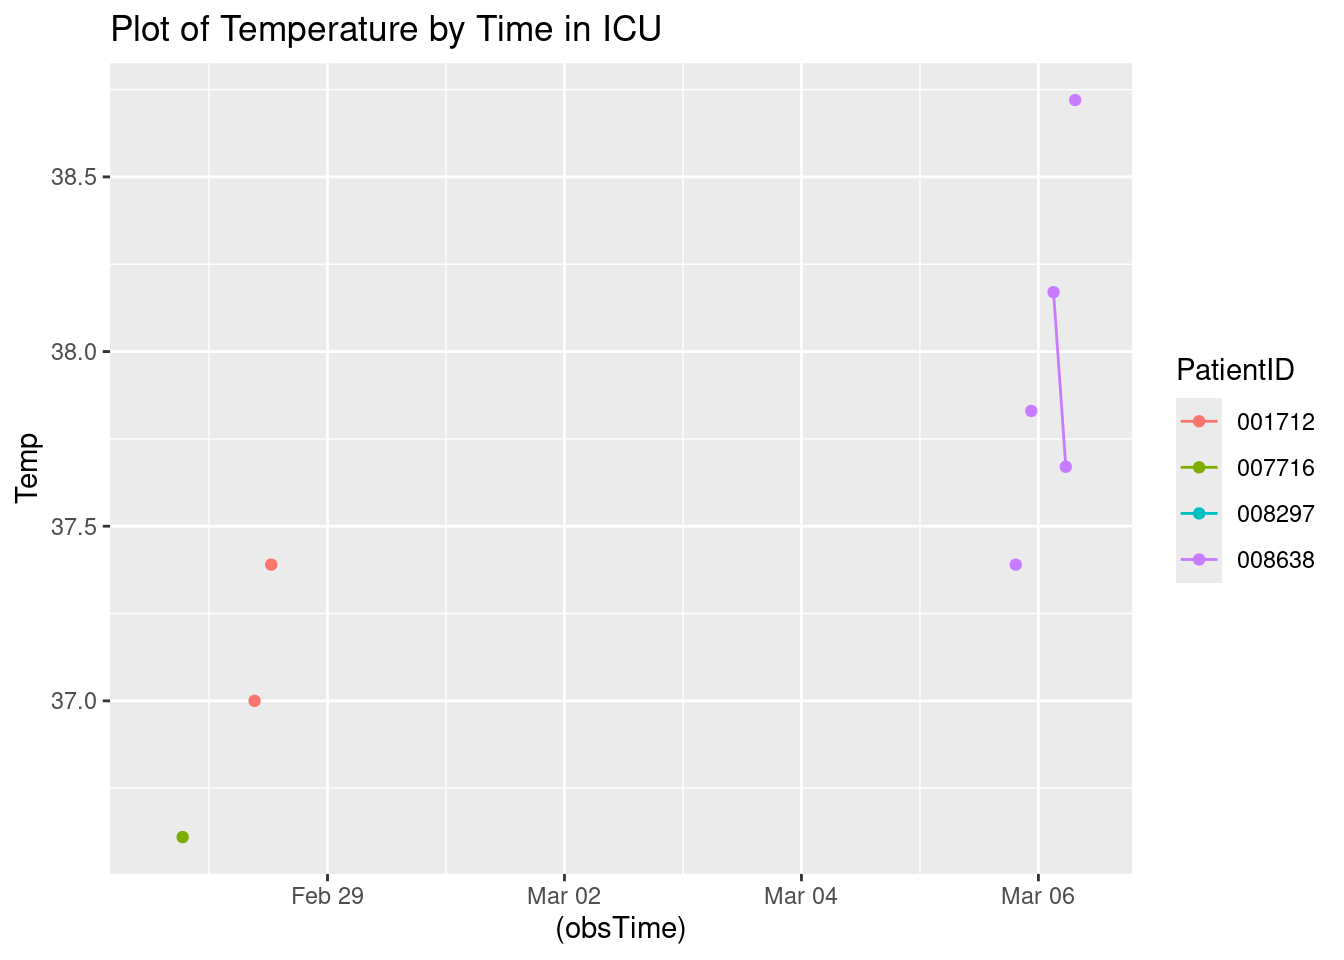 Plot of Temperature by Time in ICU
38.5
38.0
37.5
37.0
Temp
Feb 29
Mar 02
Mar 04
Mar 06
(obsTime)
PatientID
001712
007716
008297
008638